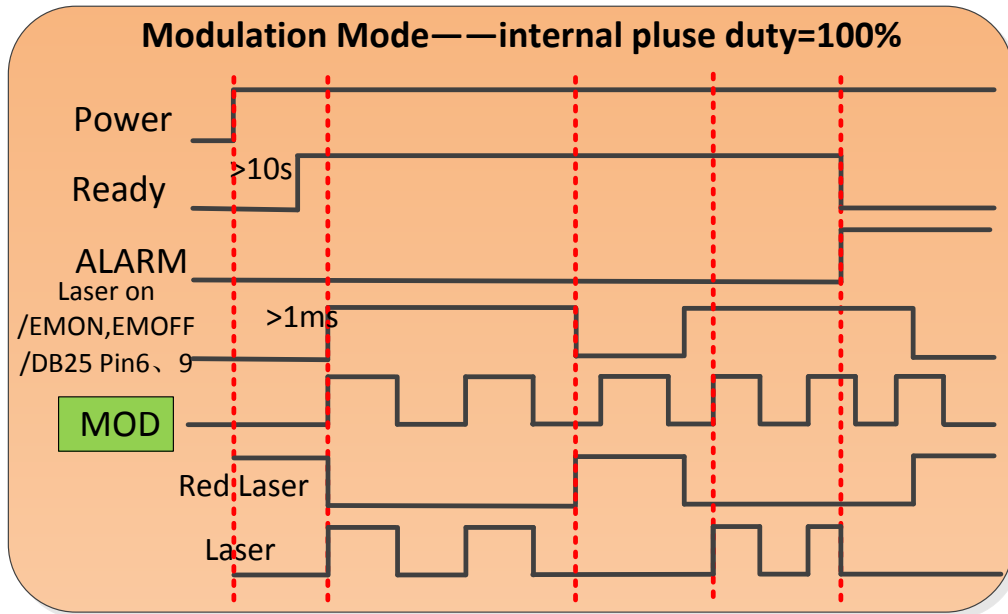 Modulation Mode——internal pluse duty=100%
Power
>10s
Ready
ALARM
Laser on
/EMON,EMOFF
>1ms
/DB25 Pin6、9
MOD
Red Laser
Laser